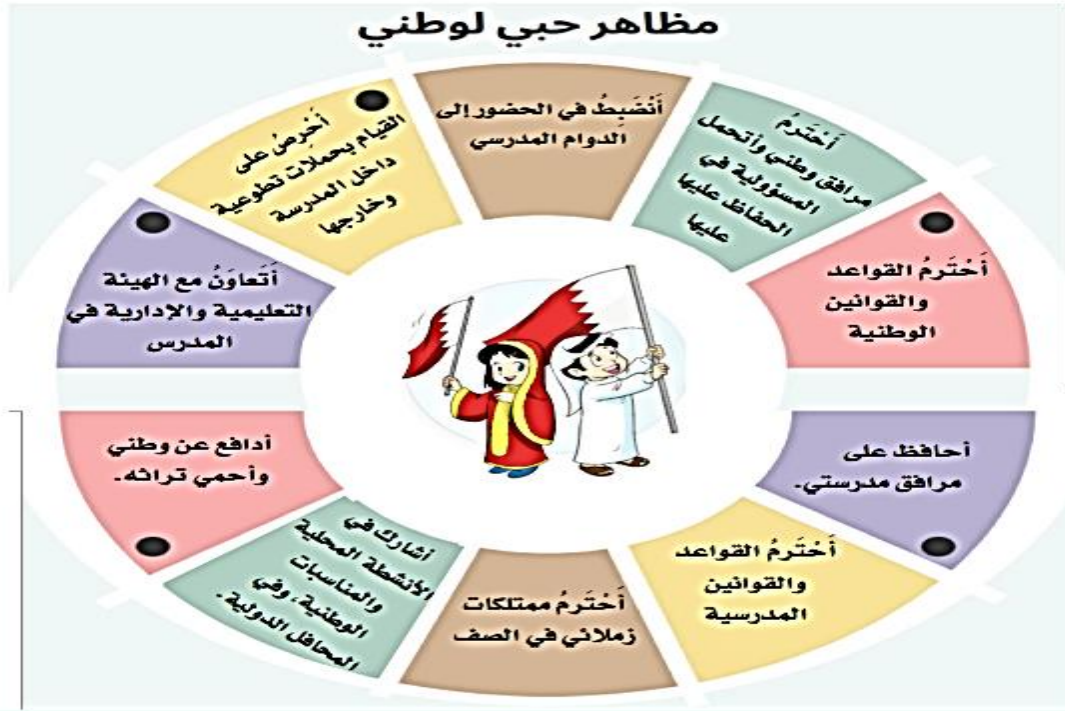 مظاهر حبي لوطني
أَنْضَبِطُ في الحضور إلى
الدوام المدرسي
أَحْتَرِمُ
مرافق وطني وأتحمل
المسؤولية في
الحفاظ عليها
عليها
أَحْتَرِمُ القواعد
والقوانين
الوطنية
أحافظ على
مرافق مدرستي.
أَحْتَرِمُ القواعد
والقوانين
المدرسية
أَحْتَرِمُ ممتلكات
زملائي في الصف
أشارك في
الأنشطة المحلية
والمناسبات
الوطنية، وفي
المحافل الدولية.
أدافع عن وطني
وأحمي تراثه.
أَتَعاوَنُ مع الهيئة
التعليمية والإدارية في
المدرس
أَحْرِصُ على
القيام بحملات تطوعية
داخل المدرسة
وخارجها